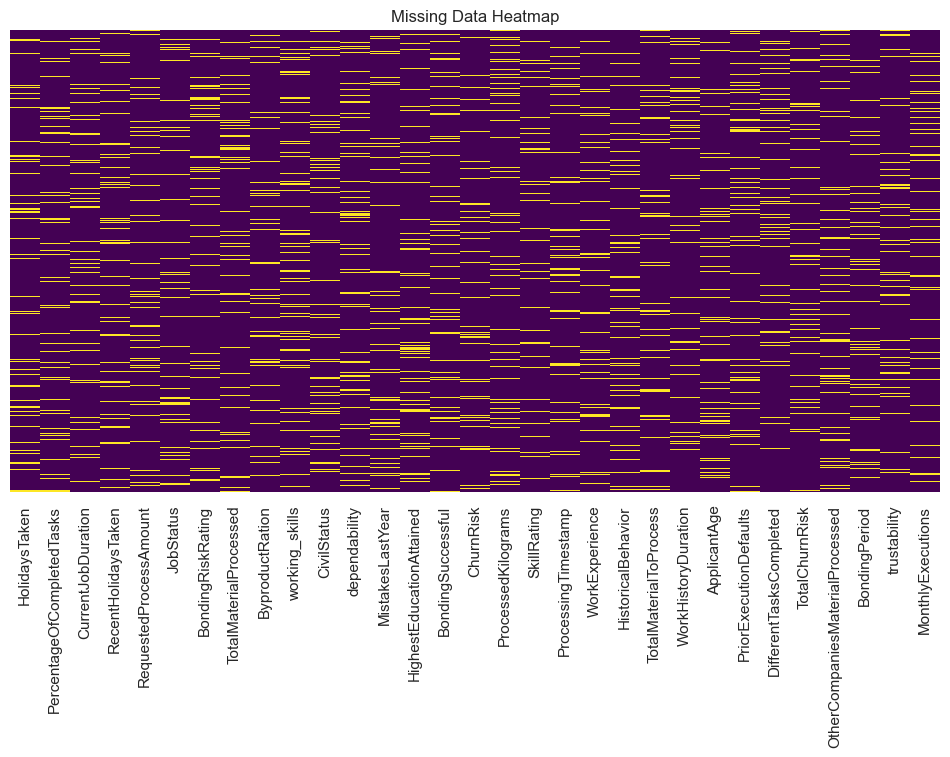 Missing Data Heatmap
HolidaysTaken
PercentageOfCompletedTasks
CurrentJobDuration
RecentHolidaysTaken
RequestedProcessAmount
JobStatus
BondingRiskRating
TotalMaterialProcessed
ByproductRation
working_skills
CivilStatus
dependability
MistakesLastYear
HighestEducationAttained
BondingSuccessful
ChurnRisk
ProcessedKilograms
SkillRating
ProcessingTimestamp
WorkExperience
HistoricalBehavior
TotalMaterialToProcess
WorkHistoryDuration
ApplicantAge
PriorExecutionDefaults
DifferentTasksCompleted
TotalChurnRisk
OtherCompaniesMaterialProcessed
BondingPeriod
trustability
MonthlyExecutions